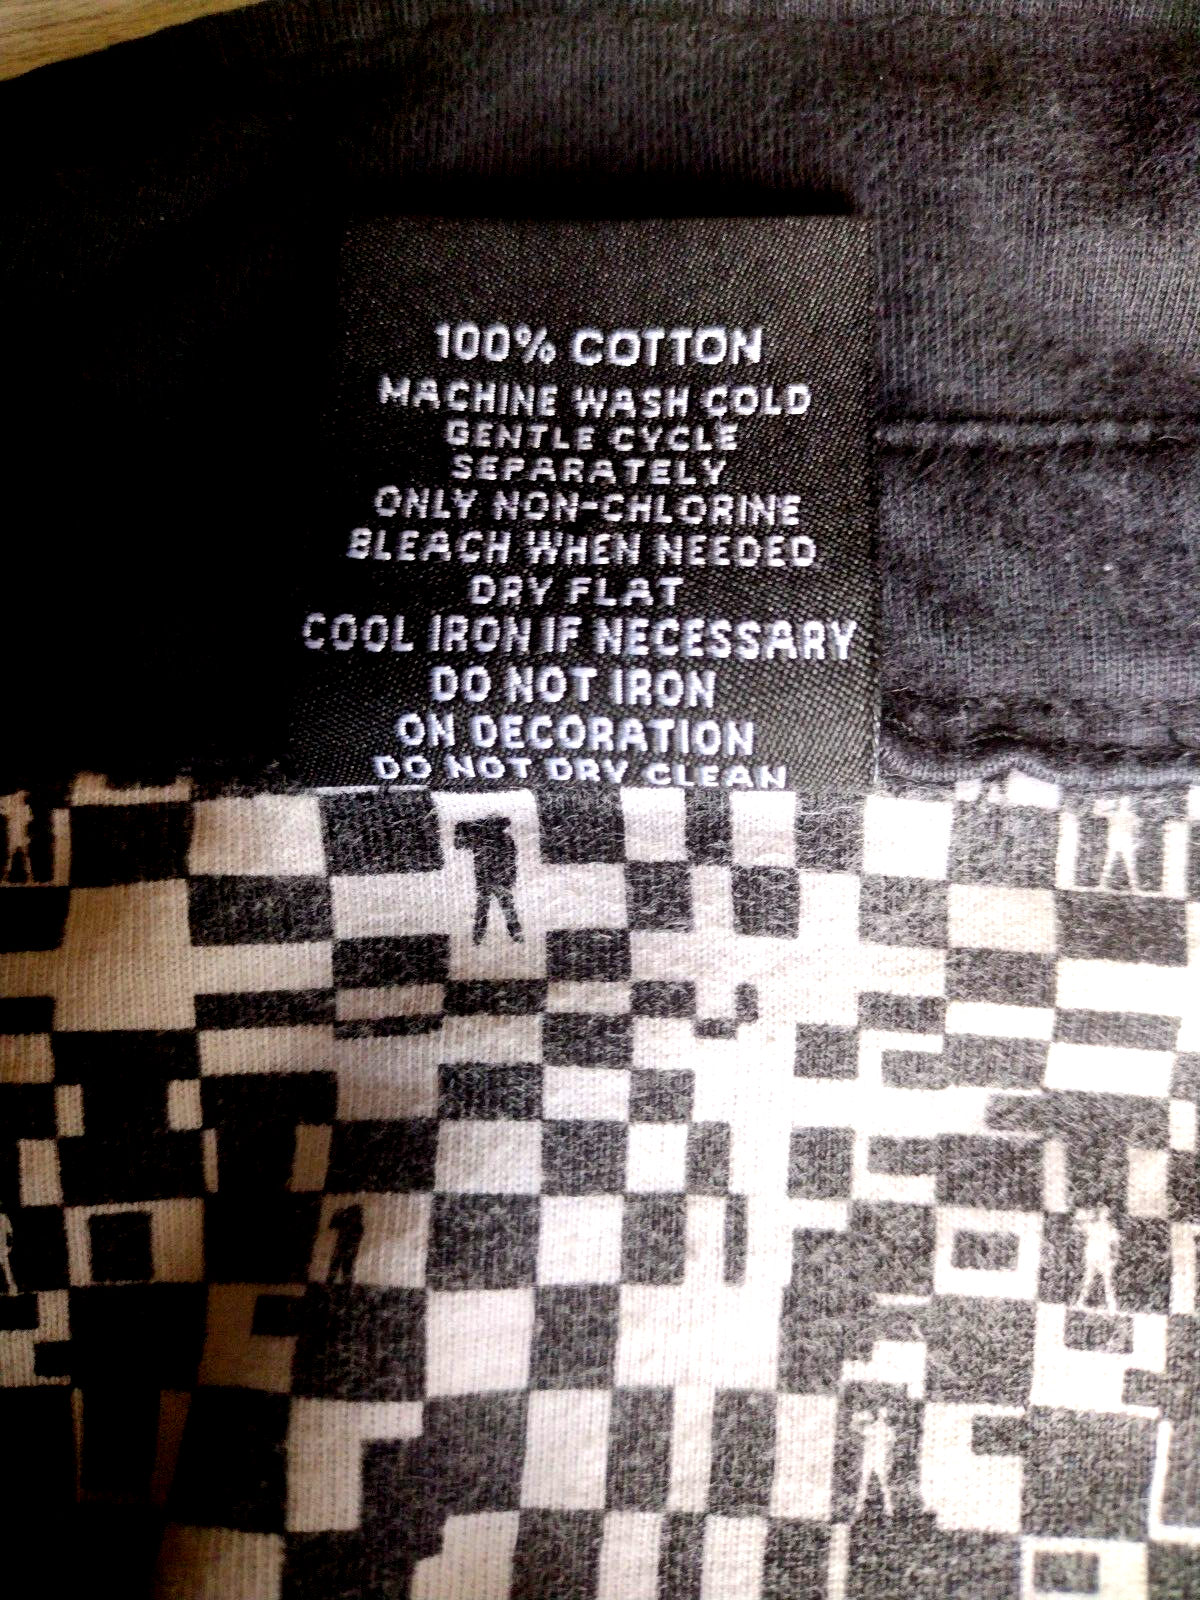 100% COTTON
MACHINE WASH COLD
GENTLE CYCLE
SEPARATELY
ONLY NON-CHLORINE
BLEACH WHEN NEEDED
DRY FLAT
COOL IRON IF NECESSARY
DO NOT IRON
ON DECORATION
DO NOT DRY CLEAN